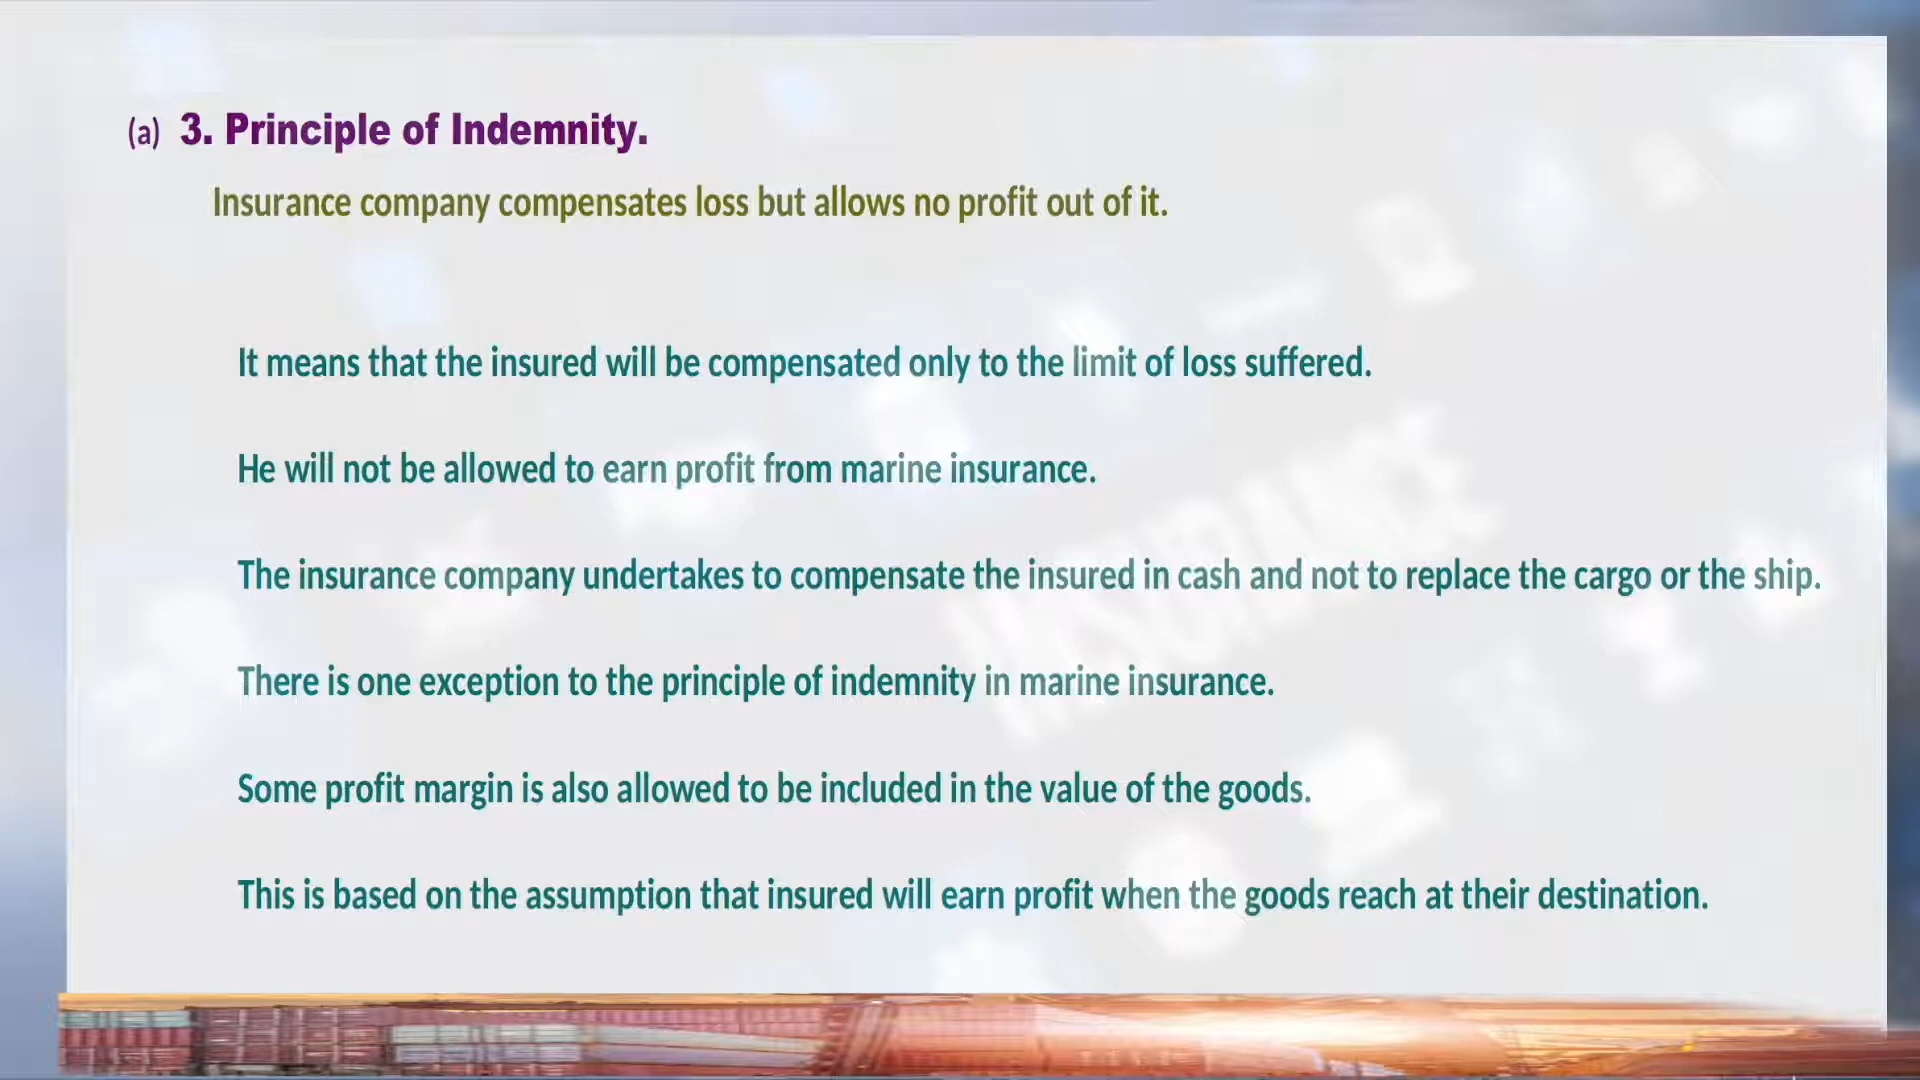 (a) 3. Principle of Indemnity.
Insurance company compensates loss but allows no profit out of it.
It means that the insured will be compensated only to the limit of loss suffered.
He will not be allowed to earn profit from marine insurance.
The insurance company undertakes to compensate the insured in cash and not to replace the cargo or the ship.
There is one exception to the principle of indemnity in marine insurance.
Some profit margin is also allowed to be included in the value of the goods.
This is based on the assumption that insured will earn profit when the goods reach at their destination.
INSURANCE